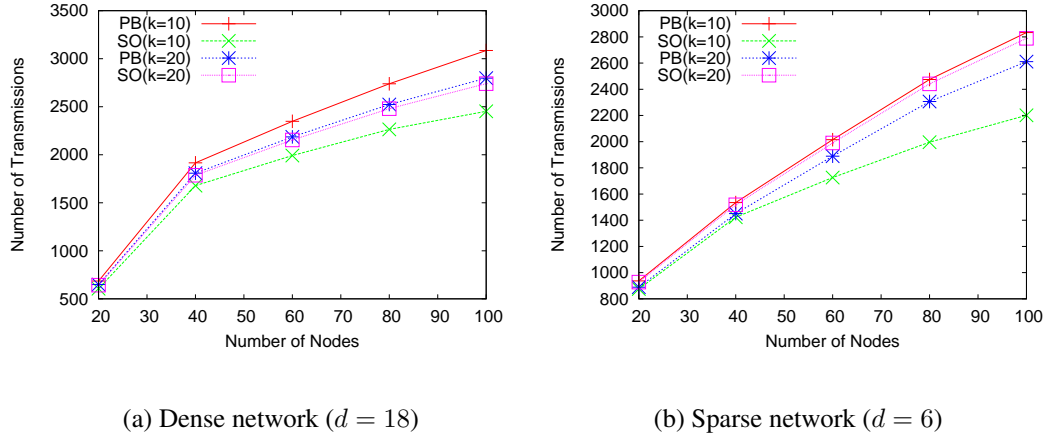 PB(k=10)
SO(k=10)
PB(k=20)
SO(k=20)
3500
3000
2500
2000
1500
1000
500
Number of Transmissions
20 30 40 50 60 70 80 90 100
Number of Nodes
(a) Dense network (d = 18)
PB(k=10)
SO(k=10)
PB(k=20)
SO(k=20)
3000
2800
2600
2400
2200
2000
1800
1600
1400
1200
1000
800
Number of Transmissions
20 30 40 50 60 70 80 90 100
Number of Nodes
(b) Sparse network (d = 6)